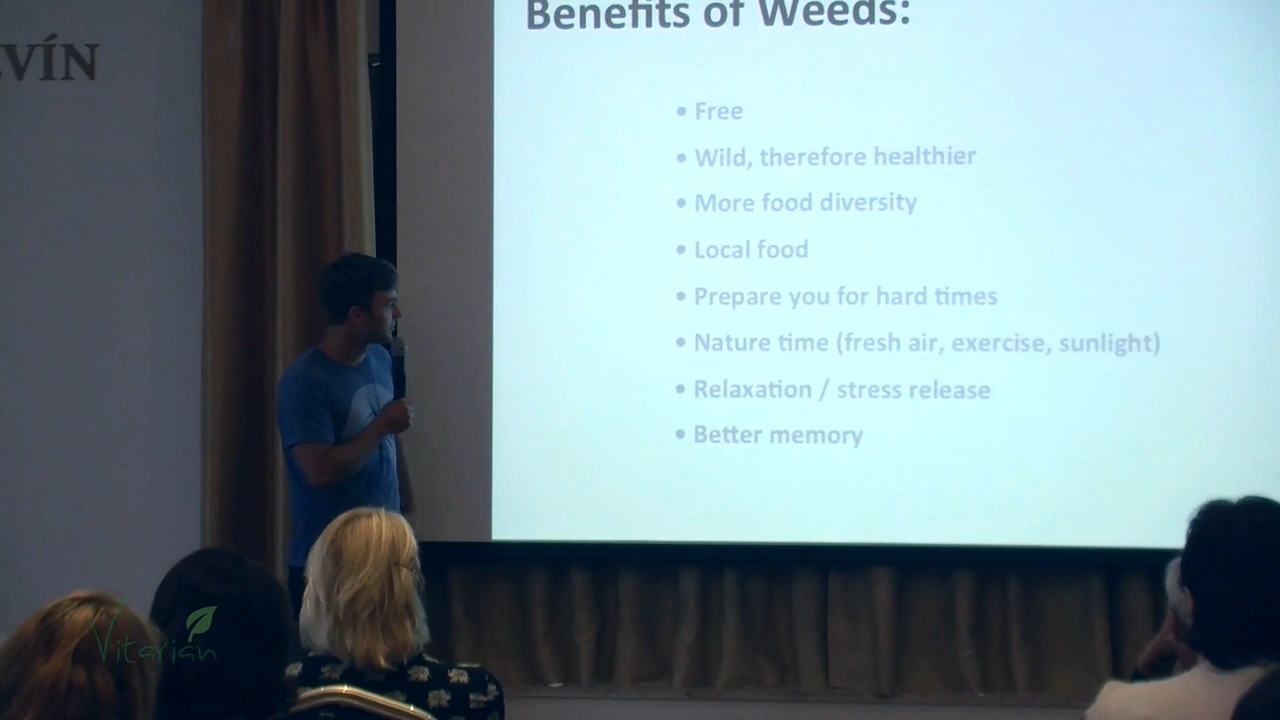 Benefits of Weeds:
VÍN
• Free
• Wild, therefore healthier
• More food diversity
• Local food
• Prepare you for hard times
• Nature time (fresh air, exercise, sunlight)
• Relaxation / stress release
• Better memory
Vitarian